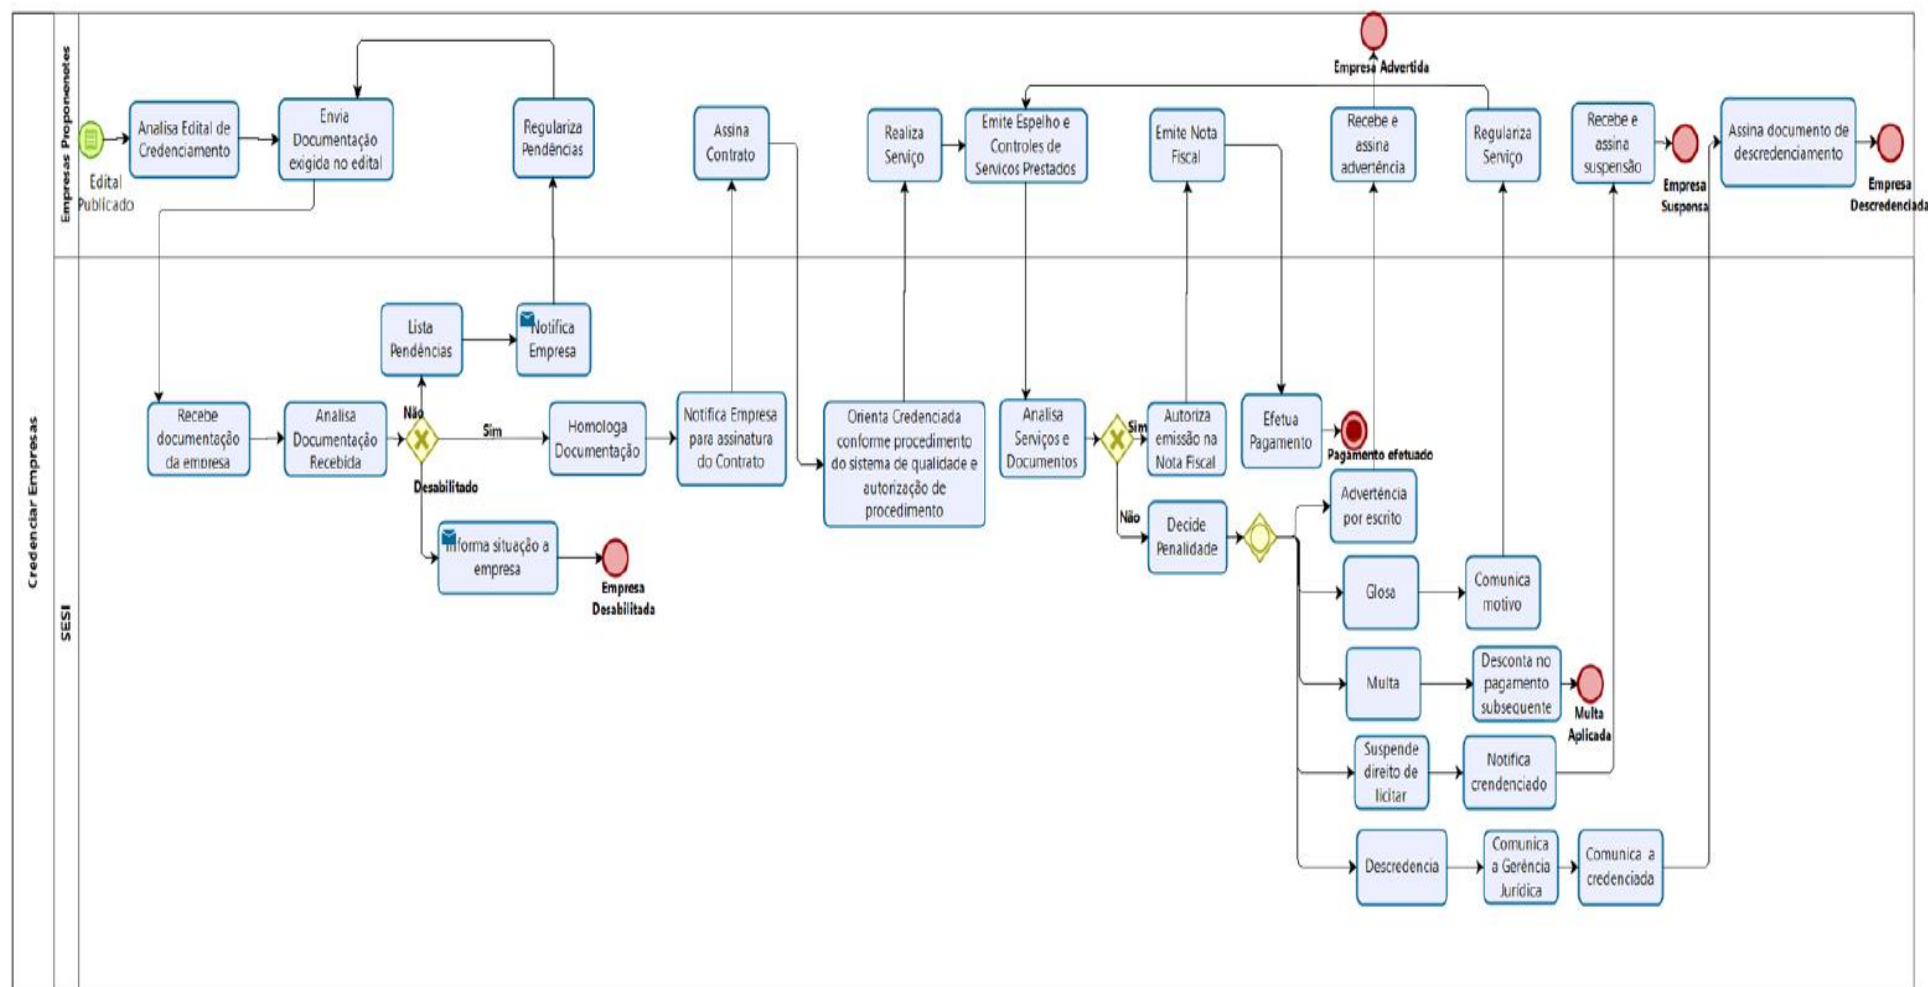 Credenciar Empresas
Empresas Proponenotes
SESI
Edital
Publicado
Analisa Edital de
Credenciamento
Envia
Documentação
exigida no edital
Regulariza
Pendências
Assina
Contrato
Realiza
Serviço
Emite Espelho e
Controles de
Servicos Prestados
Emite Nota
Fiscal
Empresa Advertida
Recebe e
assina
advertência
Regulariza
Serviço
Recebe e
assina
suspensão
Empresa
Suspensa
Assina documento de
descredenciamento
Empresa
Descredenciada
Recebe
documentação
da empresa
Analisa
Documentação
Recebida
Não
Sim
Desabilitado
Lista
Pendências
Notifica
Empresa
Informa situação a
empresa
Empresa
Desabilitada
Homologa
Documentação
Notifica Empresa
para assinatura
do Contrato
Orienta Credenciada
conforme procedimento
do sistema de qualidade e
autorização de
procedimento
Analisa
Serviços e
Documentos
Sim
Não
Autoriza
emissão na
Nota Fiscal
Efetua
Pagamento
Pagamento efetuado
Decide
Penalidade
Advertência
por escrito
Glosa
Comunica
motivo
Multa
Desconta no
pagamento
subsequente
Multa
Aplicada
Suspende
direito de
licitar
Notifica
crendenciado
Descredencia
Comunica
a Gerência
Jurídica
Comunica a
credenciada